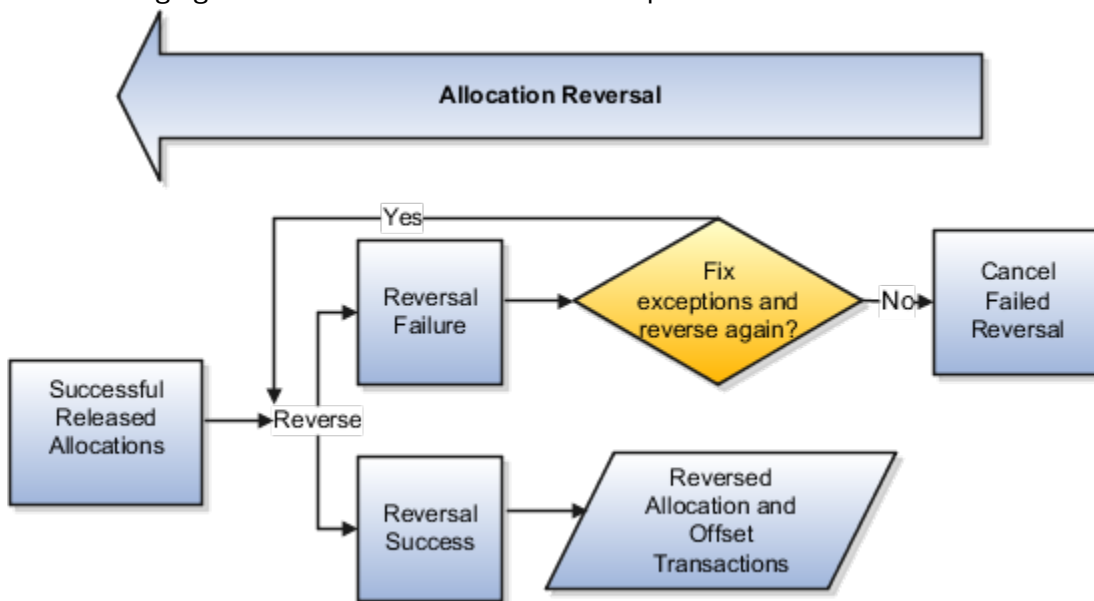 Allocation Reversal
Yes
Reversal
Failure
Fix
exceptions and
reverse again?
No
Cancel
Failed
Reversal
Successful
Released
Allocations
Reverse
Reversal
Success
Reversed
Allocation and
Offset
Transactions